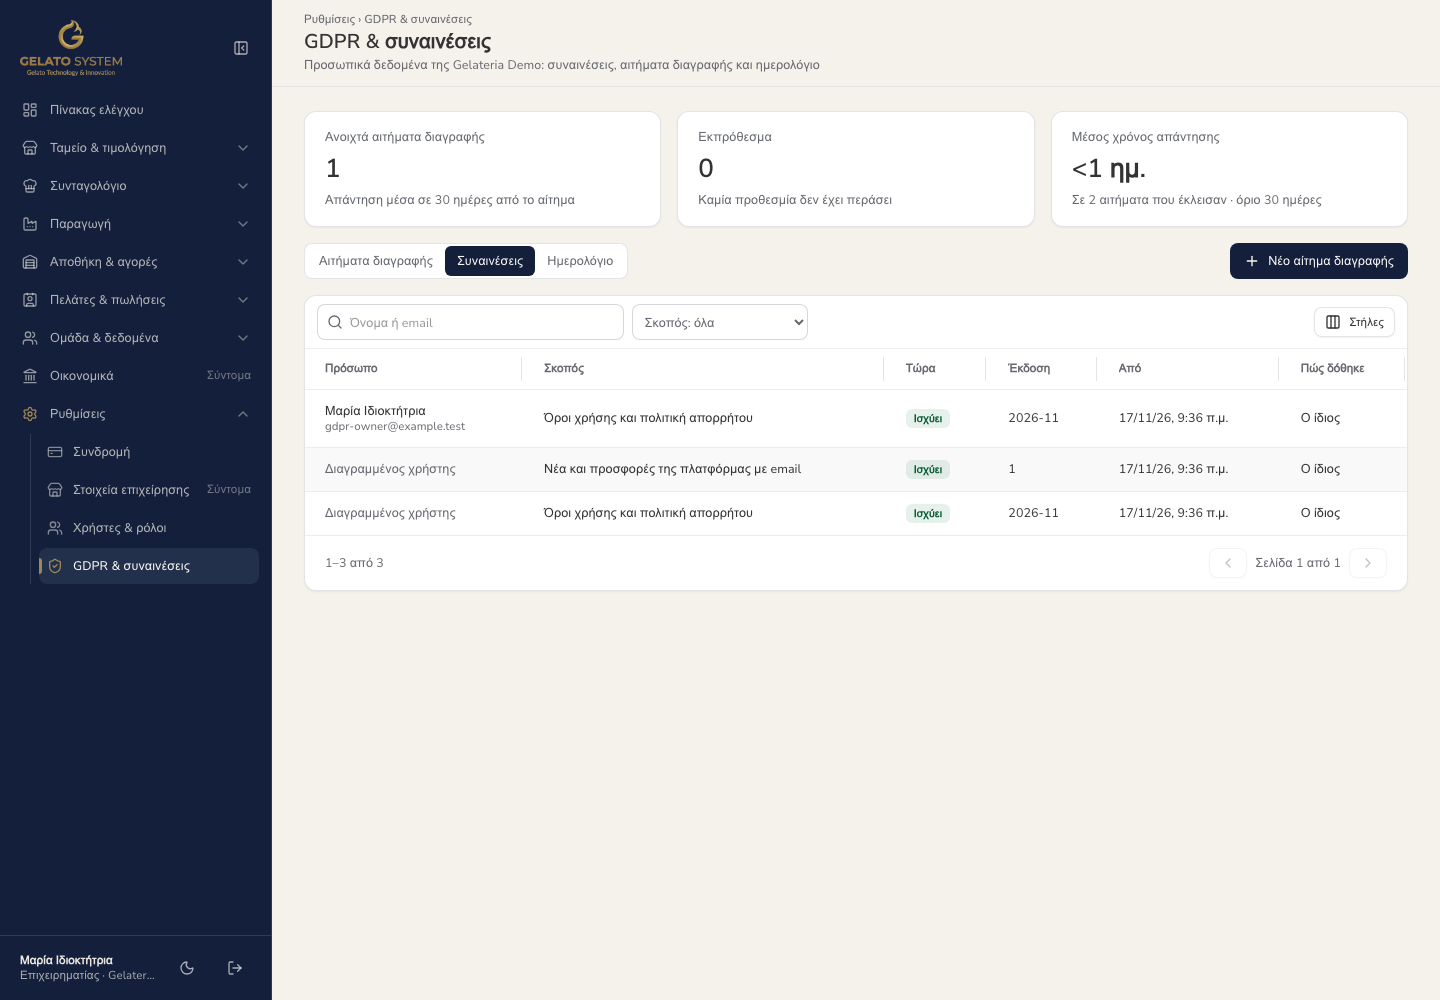 GELATO SYSTEM
Gelato Technology & Innovation
Πίνακας ελέγχου
Ταμείο & τιμολόγηση
Συνταγολόγιο
Παραγωγή
Αποθήκη & αγορές
Πελάτες & πωλήσεις
Ομάδα & δεδομένα
Οικονομικά Σύντομα
Ρυθμίσεις
Συνδρομή
Στοιχεία επιχείρησης Σύντομα
Χρήστες & ρόλοι
GDPR & συναινέσεις
Μαρία Ιδιοκτήτρια
Επιχειρηματίας · Gelater...
Ρυθμίσεις › GDPR & συναινέσεις
GDPR & συναινέσεις
Προσωπικά δεδομένα της Gelateria Demo: συναινέσεις, αιτήματα διαγραφής και ημερολόγιο
Ανοιχτά αιτήματα διαγραφής
1
Απάντηση μέσα σε 30 ημέρες από το αίτημα
Εκπρόθεσμα
0
Καμία προθεσμία δεν έχει περάσει
Μέσος χρόνος απάντησης
<1 ημ.
Σε 2 αιτήματα που έκλεισαν · όριο 30 ημέρες
Αιτήματα διαγραφής Συναινέσεις Ημερολόγιο
Νέο αίτημα διαγραφής
Όνομα ή email
Σκοπός: όλα
Στήλες
Πρόσωπο Σκοπός Τώρα Έκδοση Από Πώς δόθηκε
Μαρία Ιδιοκτήτρια
gdpr-owner@example.test
Όροι χρήσης και πολιτική απορρήτου Ισχύει 2026-11 17/11/26, 9:36 π.μ. Ο ίδιος
Διαγραμμένος χρήστης Νέα και προσφορές της πλατφόρμας με email Ισχύει 1 17/11/26, 9:36 π.μ. Ο ίδιος
Διαγραμμένος χρήστης Όροι χρήσης και πολιτική απορρήτου Ισχύει 2026-11 17/11/26, 9:36 π.μ. Ο ίδιος
1–3 από 3
Σελίδα 1 από 1